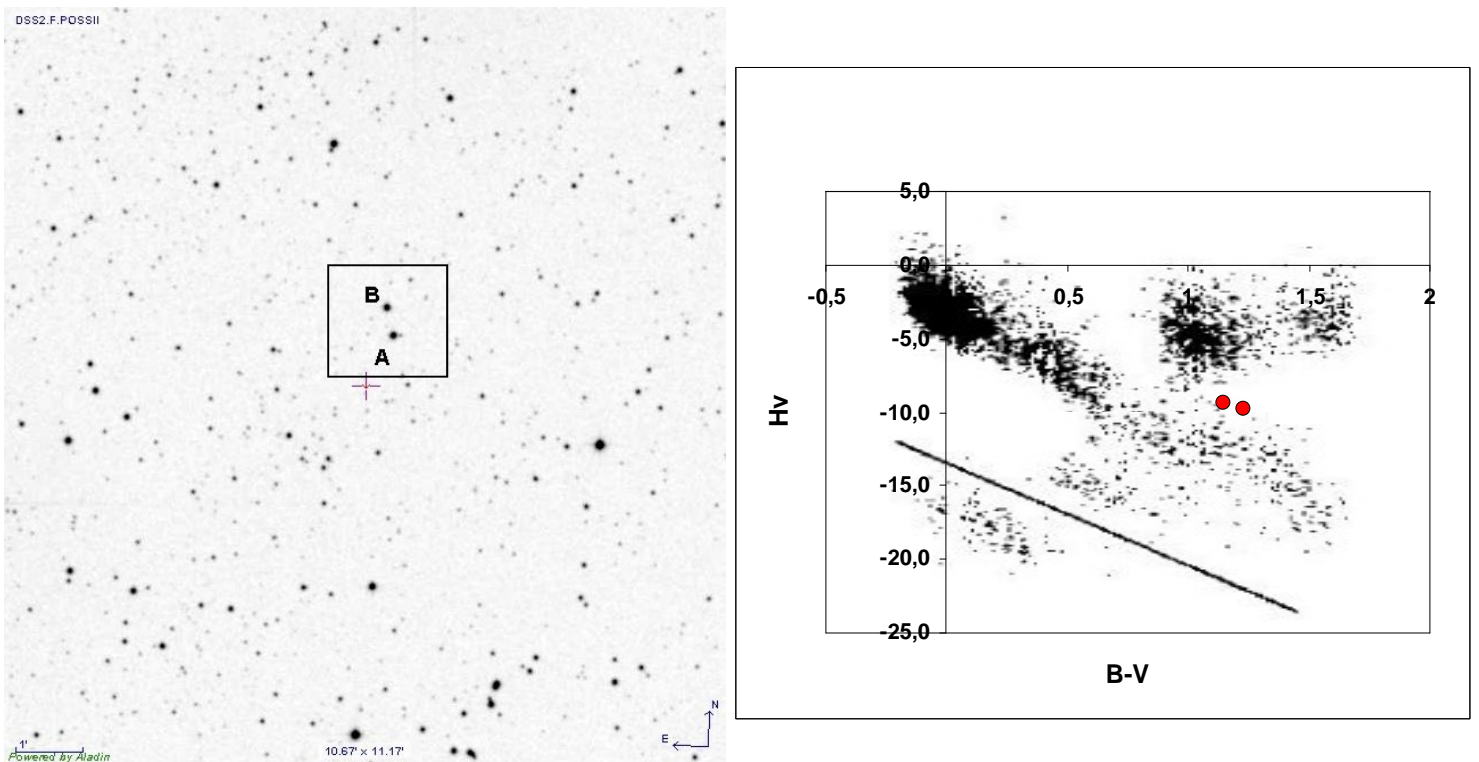 DSS2.F.POSSII
B
A
N
E
1'
10.67' x 11.17'
Powered by Aladin
5,0
0,0
-0,5
0,5
1
1,5
2
-5,0
-10,0
-15,0
-20,0
-25,0
Hv
B-V